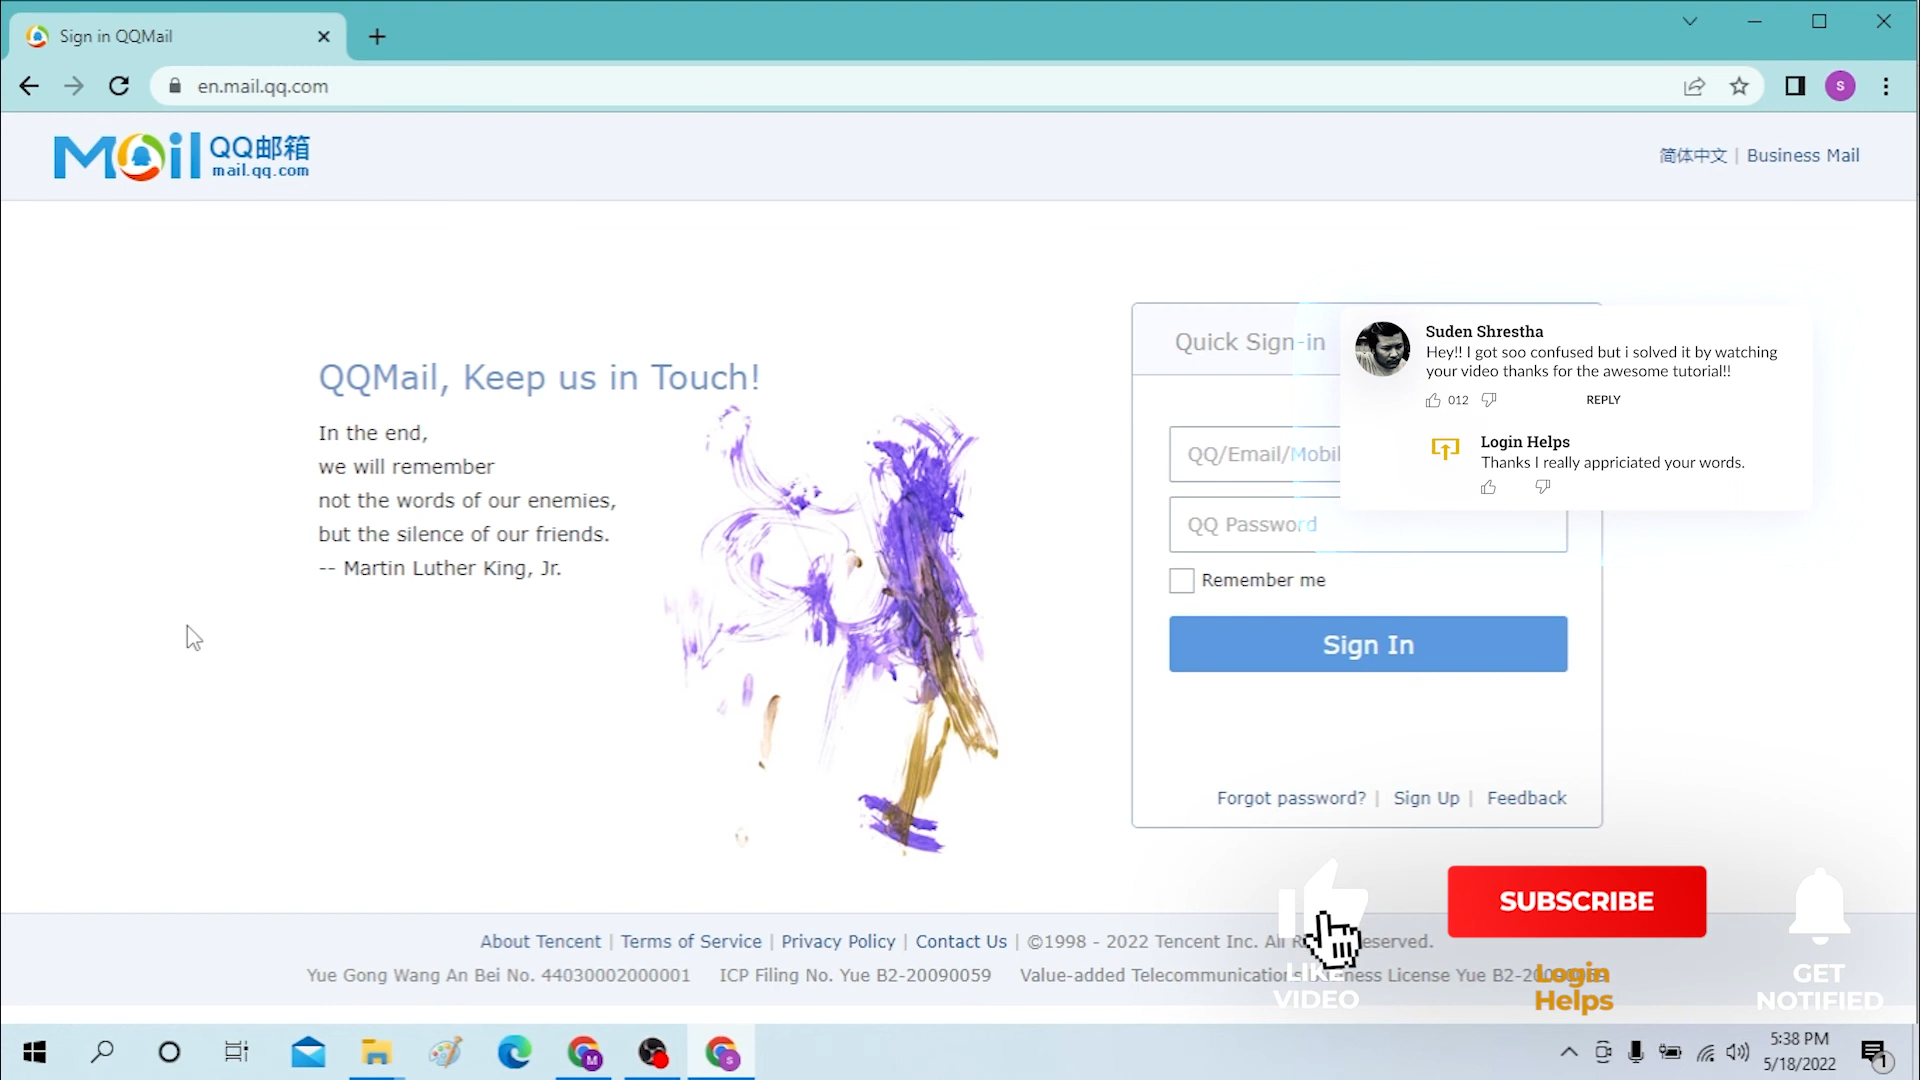 Sign in QQMail
en.mail.qq.com
S
Mail QQ邮箱
mail.qq.com
简体中文 | Business Mail
QQMail, Keep us in Touch!
In the end,
we will remember
not the words of our enemies,
but the silence of our friends.
-- Martin Luther King, Jr.
Quick Sign-in
QQ/Email/Mobil
QQ Password
Remember me
Sign In
Forgot password? | Sign Up | Feedback
Suden Shrestha
Hey!! I got soo confused but i solved it by watching
your video thanks for the awesome tutorial!!
012 REPLY
Login Helps
Thanks I really appriciated your words.
SUBSCRIBE
LIKE
VIDEO
Login
Helps
GET
NOTIFIED
About Tencent | Terms of Service | Privacy Policy | Contact Us | ©1998 - 2022 Tencent Inc. All Reserved.
Yue Gong Wang An Bei No. 44030002000001 ICP Filing No. Yue B2-20090059 Value-added Telecommunications License Yue
M
S
5:38 PM
5/18/2022
1